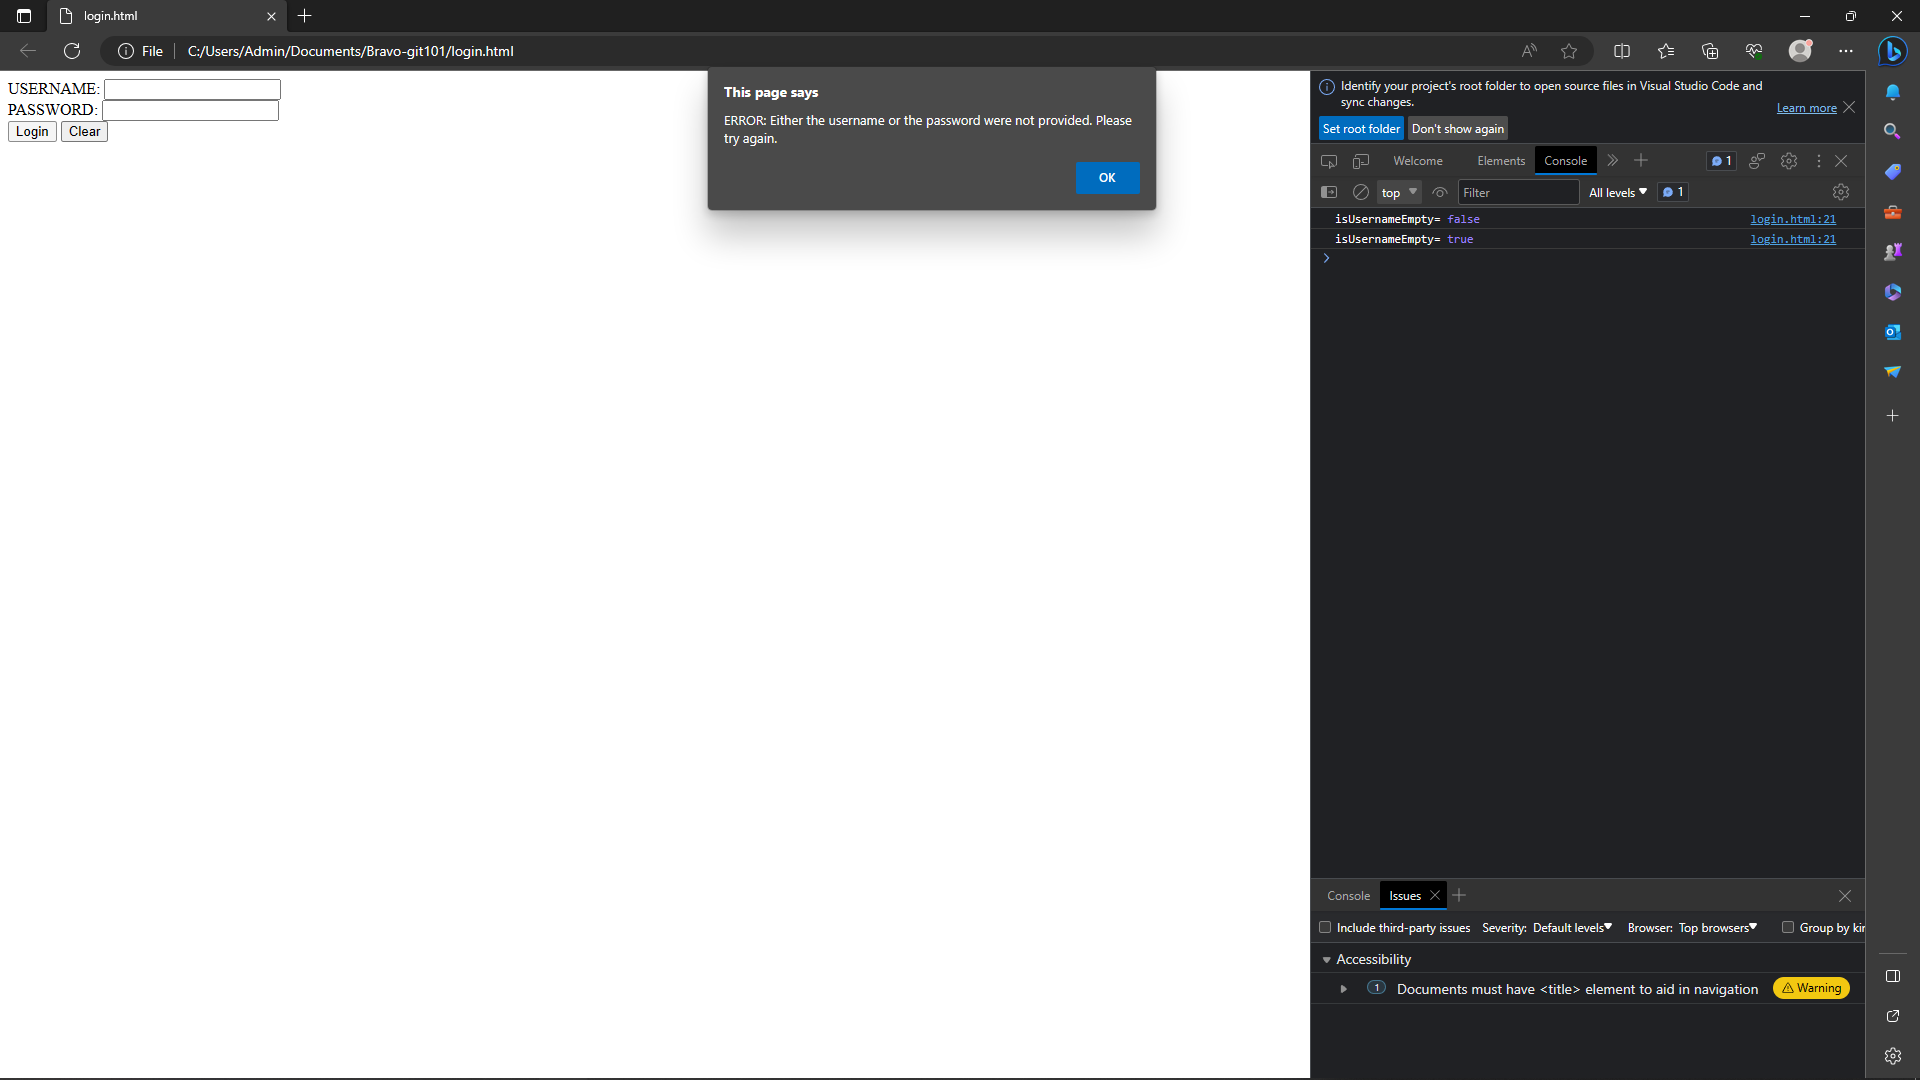 login.html
File
C:/Users/Admin/Documents/Bravo-git101/login.html
USERNAME:
PASSWORD:
Login Clear
This page says
ERROR: Either the username or the password were not provided. Please
try again.
OK
Identify your project's root folder to open source files in Visual Studio Code and
sync changes.
Learn more
Set root folder Don't show again
Welcome Elements Console 1
top Filter All levels 1
isUsernameEmpty= false login.html:21
isUsernameEmpty= true login.html:21
Console Issues
Include third-party issues Severity: Default levels Browser: Top browsers Group by kin
Accessibility
1 Documents must have <title> element to aid in navigation Warning